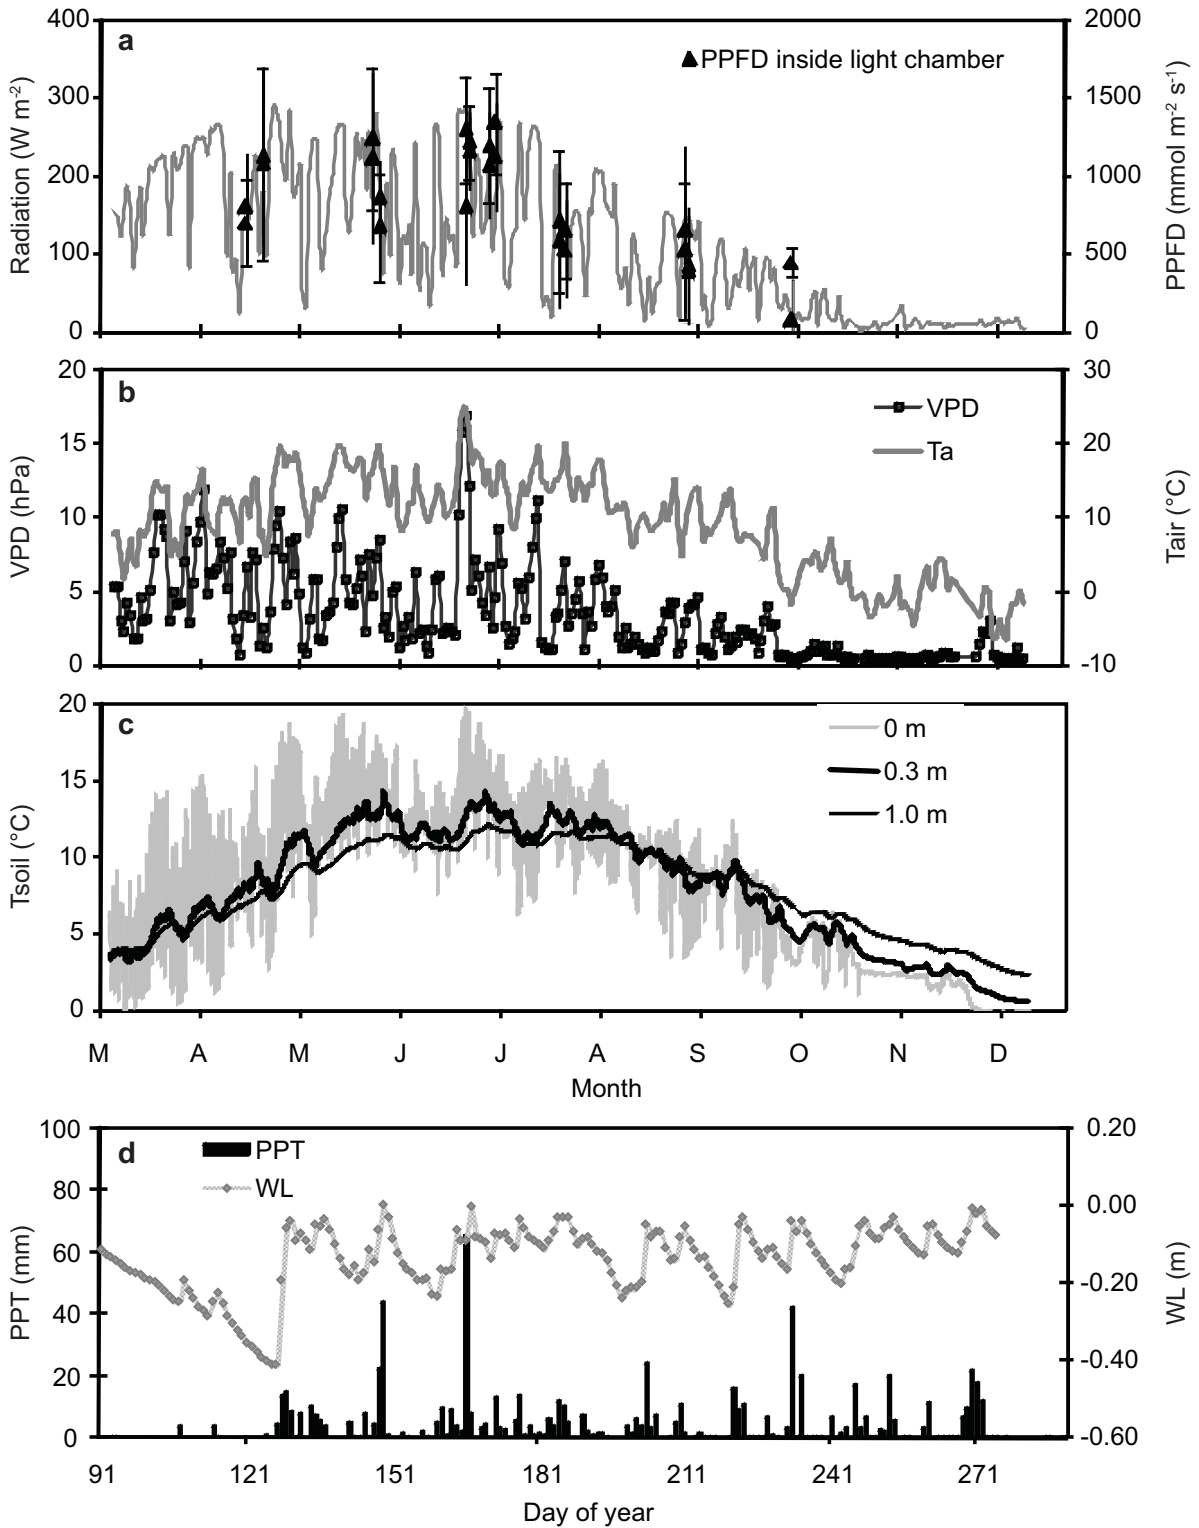 400 2000
a
PPFD inside light chamber
300 1500
200 1000
100 500
0 0
Radiation (W m-2)
PPFD (mmol m-2 s-1)
20 30
b
VPD
Ta
15 20
10 10
5 0
0 -10
VPD (hPa)
Tair (°C)
20
c
0 m
0.3 m
1.0 m
15
10
5
0
Tsoil (°C)
M A M J J A S O N D
Month
100 0.20
d
PPT
WL
80 0.00
60
-0.20
40
-0.40
20
0 -0.60
PPT (mm)
WL (m)
91 121 151 181 211 241 271
Day of year